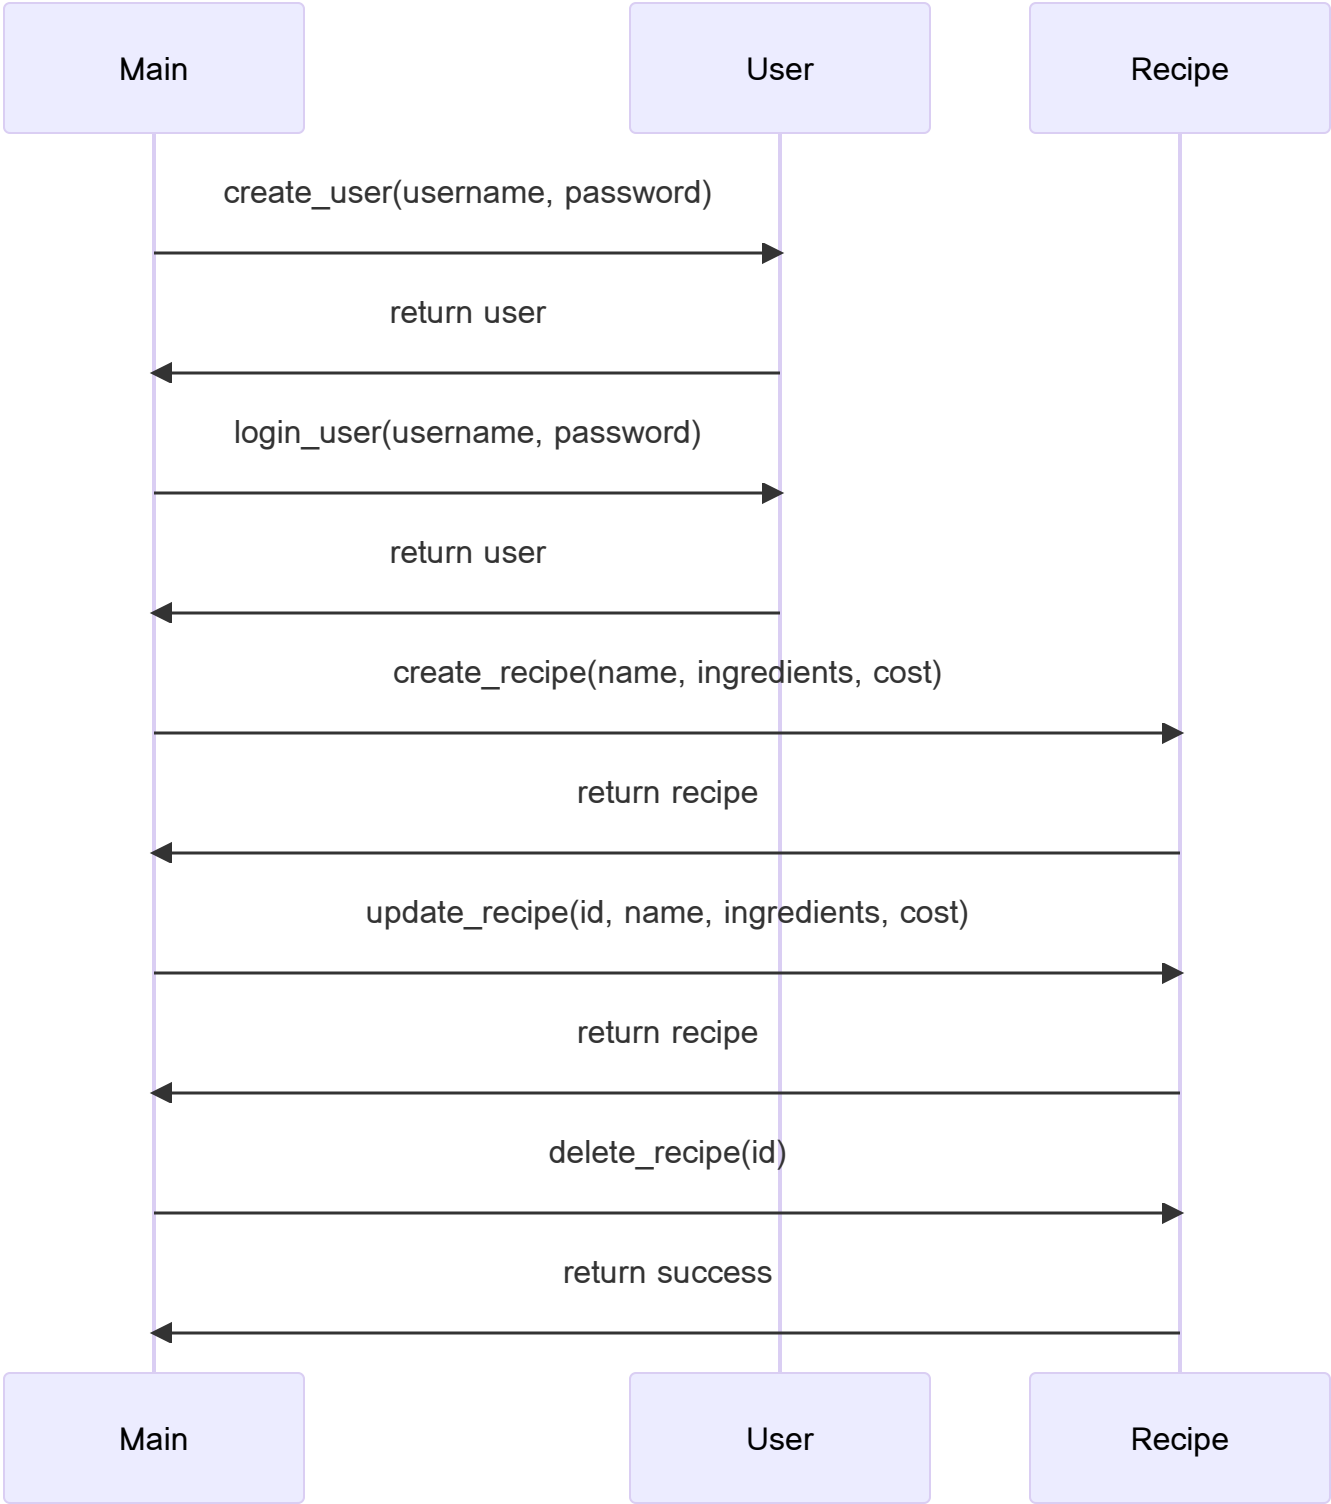 Main
User
Recipe
create_user(username, password)
return user
login_user(username, password)
return user
create_recipe(name, ingredients, cost)
return recipe
update_recipe(id, name, ingredients, cost)
return recipe
delete_recipe(id)
return success
Main
User
Recipe